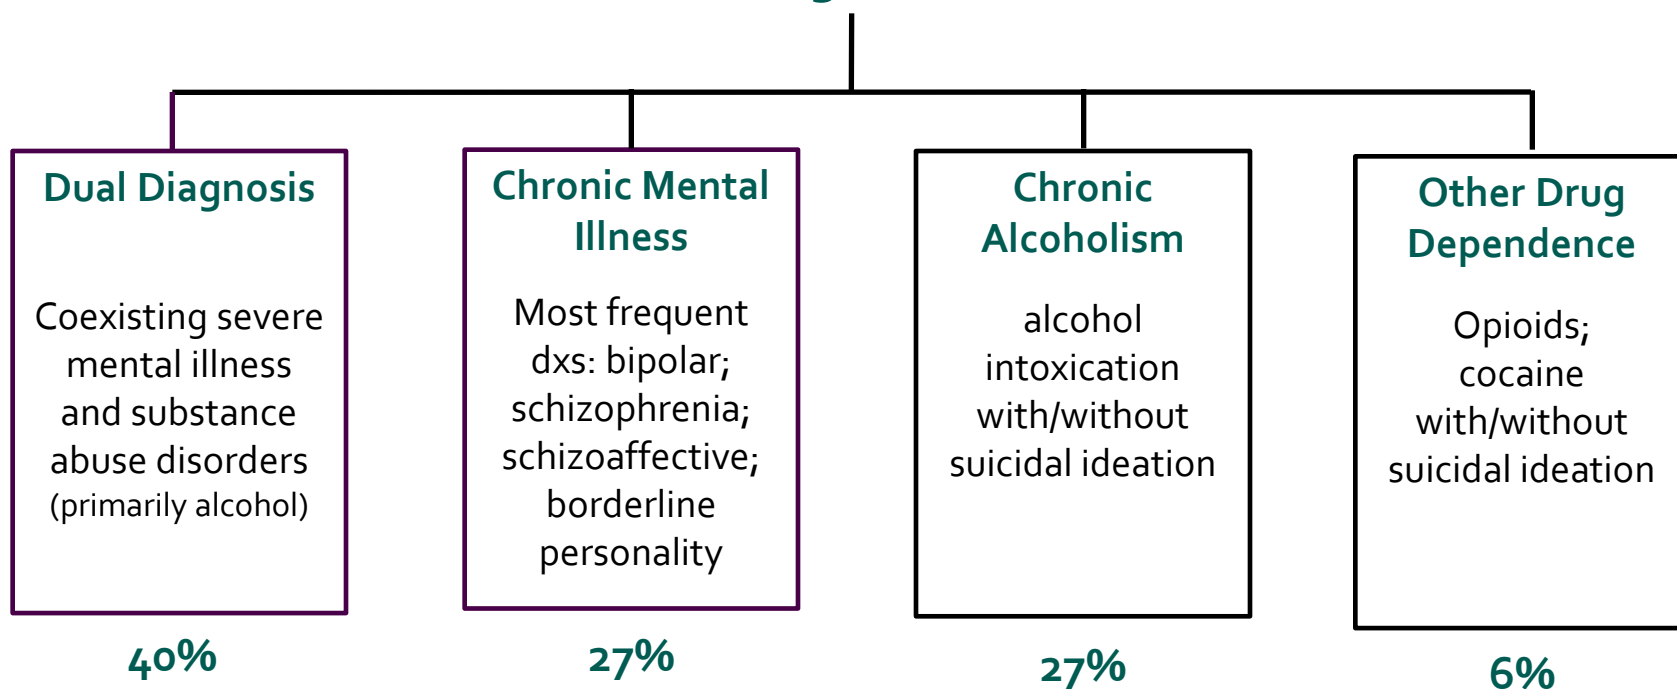 Dual Diagnosis
Coexisting severe
mental illness
and substance
abuse disorders
(primarily alcohol)
40%
Chronic Mental
Illness
Most frequent
dxs: bipolar;
schizophrenia;
schizoaffective;
borderline
personality
27%
Chronic
Alcoholism
alcohol
intoxication
with/without
suicidal ideation
27%
Other Drug
Dependence
Opioids;
cocaine
with/without
suicidal ideation
6%